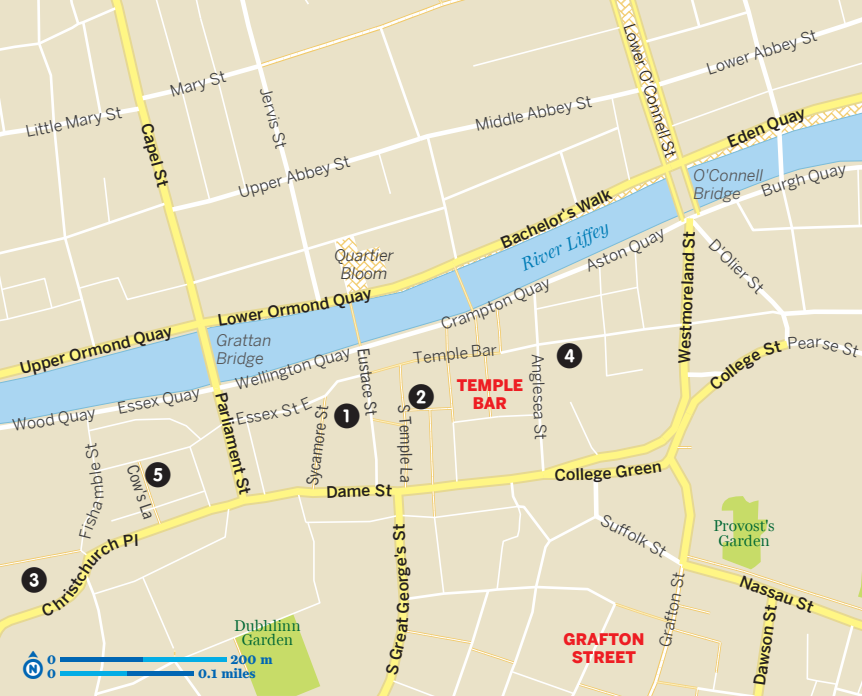 Lower O'Connell St
Lower Abbey St
Mary St
Little Mary St
Jervis St
Middle Abbey St
Eden Quay
Capel St
Upper Abbey St
O'Connell
Bridge
Burgh Quay
Bachelor's Walk
River Liffey
Aston Quay
D'Olier St
Quartier
Bloom
Westmoreland St
Lower Ormond Quay
Crampton Quay
Upper Ormond Quay
Grattan
Bridge
Wellington Quay
Temple Bar
4
College St
Pearse St
Eustace St
Anglesea St
TEMPLE
BAR
2
Essex Quay
Wood Quay
Parliament St
Essex St E
Sycamore St
1
S Temple La
Fishamble St
Cow's La
5
Dame St
College Green
Suffolk St
Provost's
Garden
Christchurch Pl
3
S Great George's St
Grafton St
Nassau St
Dawson St
Dubhlinn
Garden
GRAFTON
STREET
N
0 200 m
0 0.1 miles